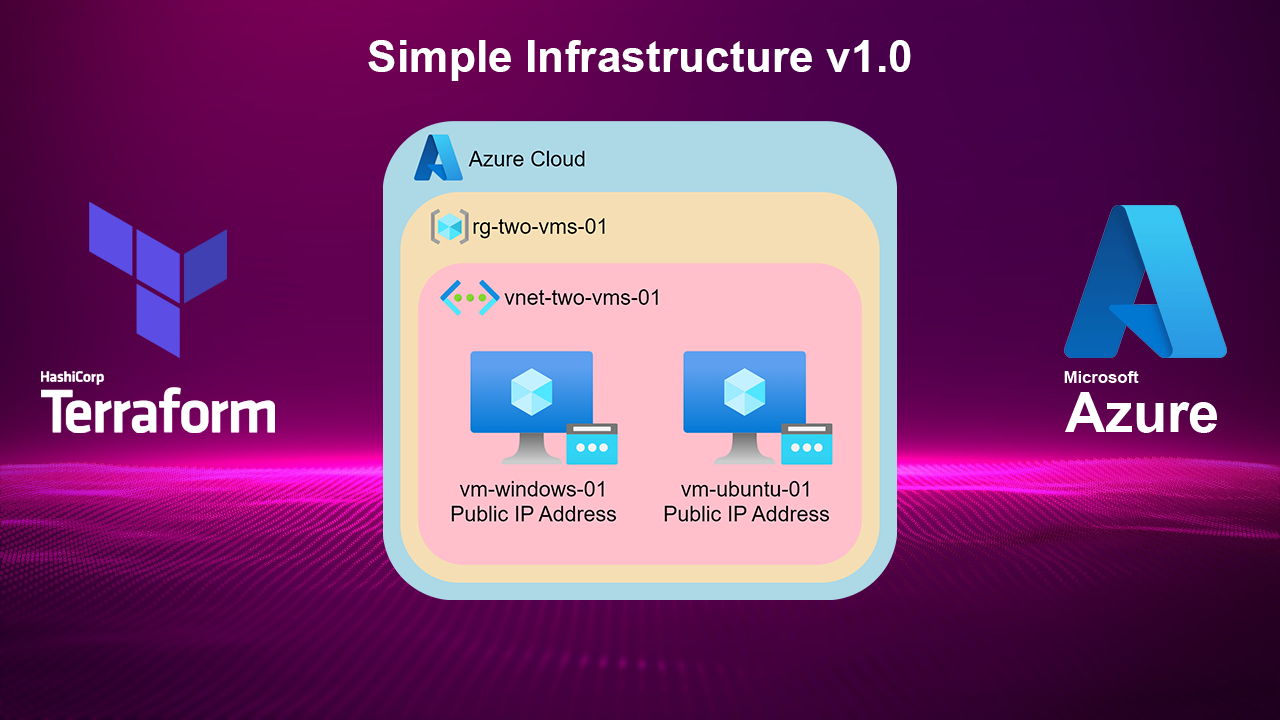 Simple Infrastructure v1.0
Azure Cloud
rg-two-vms-01
vnet-two-vms-01
HashiCorp
Terraform
Microsoft
Azure
vm-windows-01
Public IP Address
vm-ubuntu-01
Public IP Address